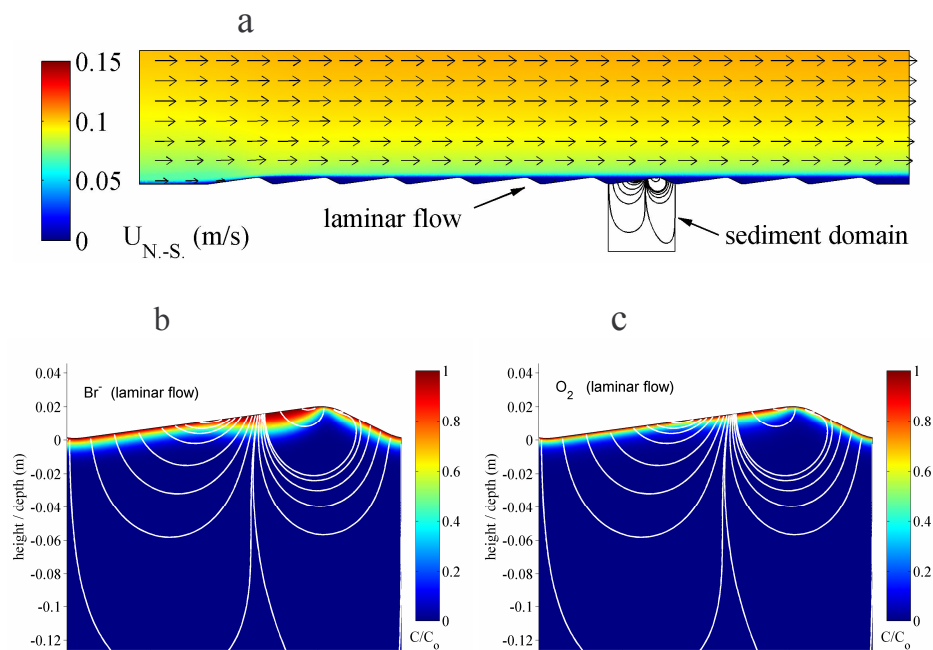 a
0.15
0.1
0.05
0
U_N.-S. (m/s)
laminar flow
sediment domain
b
c
Br⁻ (laminar flow)
0.04
0.02
0
-0.02
-0.04
-0.06
-0.08
-0.1
-0.12
height / depth (m)
1
0.8
0.6
0.4
0.2
0
C/C_o
O_2 (laminar flow)
0.04
0.02
0
-0.02
-0.04
-0.06
-0.08
-0.1
-0.12
height / depth (m)
1
0.8
0.6
0.4
0.2
0
C/C_o